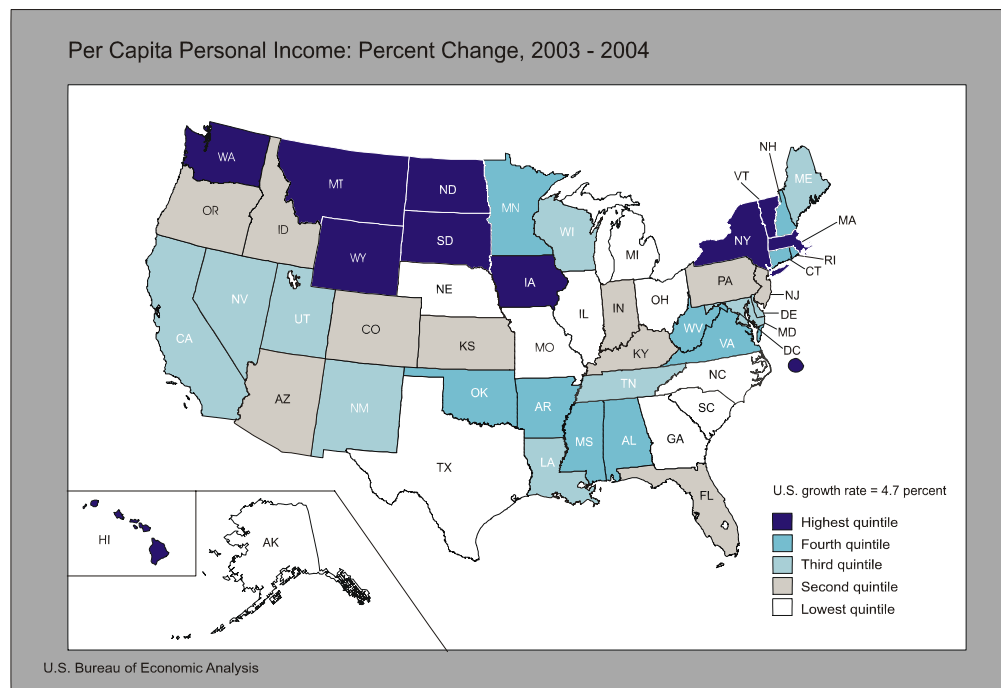 Per Capita Personal Income: Percent Change, 2003 - 2004
WA
MT
ND
MN
OR
ID
WY
SD
WI
MI
NH
VT
ME
MA
NY
RI
CT
NV
UT
CA
NE
IA
CO
KS
MO
IL
IN
OH
PA
NJ
DE
MD
DC
WV
VA
KY
AZ
NM
OK
AR
TN
NC
SC
MS
AL
GA
TX
LA
FL
HI
AK
U.S. growth rate = 4.7 percent
Highest quintile
Fourth quintile
Third quintile
Second quintile
Lowest quintile
U.S. Bureau of Economic Analysis